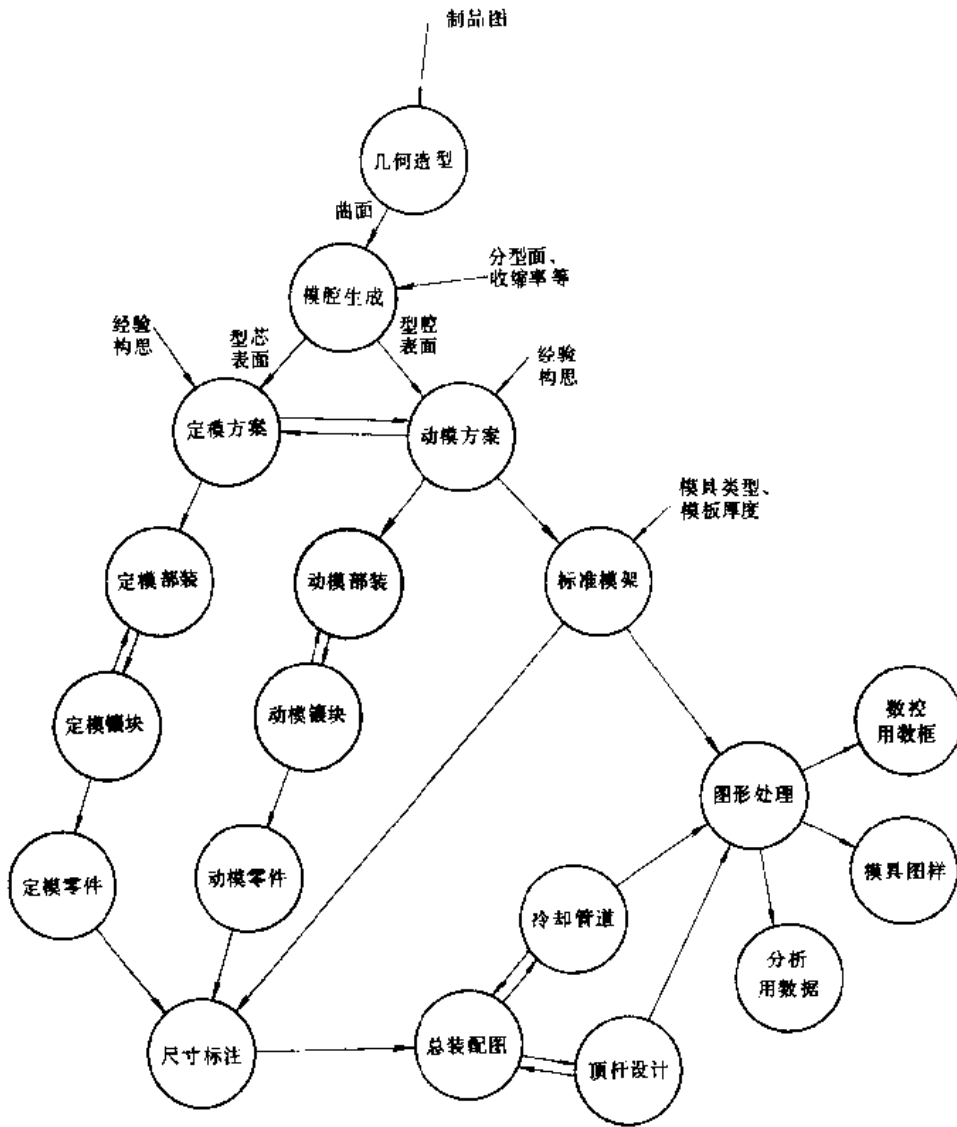 制品图
几何造型
曲面
分型面、
收缩率等
模腔生成
经验
构思
型芯
表面
型腔
表面
经验
构思
定模方案
动模方案
模具类型、
模板厚度
定模部装
动模部装
标准模架
定模镶块
动模镶块
数控
用数框
图形处理
定模零件
动模零件
模具图样
冷却管道
分析
用数据
尺寸标注
总装配图
顶杆设计